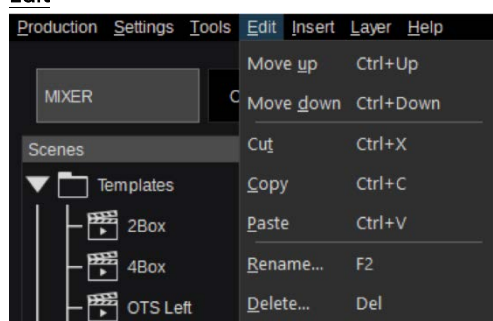 Edit
Production Settings Tools Edit Insert Layer Help
Move up Ctrl+Up
MIXER
Move down Ctrl+Down
Scenes
Cut Ctrl+X
Templates
Copy Ctrl+C
2Box
Paste Ctrl+V
4Box
Rename... F2
OTS Left
Delete... Del